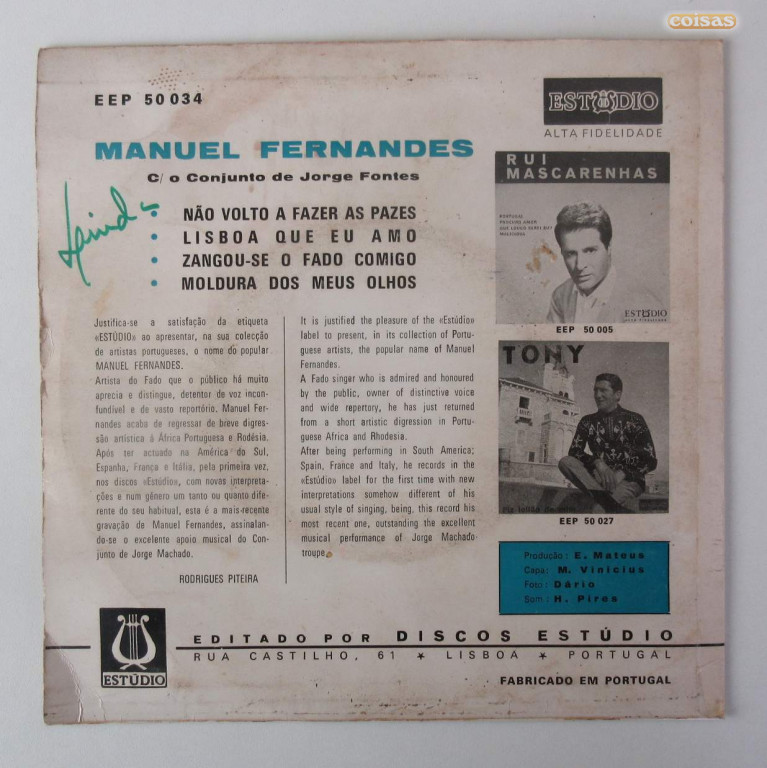 coisas
EEP 50 034
ESTÚDIO
ALTA FIDELIDADE
MANUEL FERNANDES
C/ o Conjunto de Jorge Fontes
• NÃO VOLTO A FAZER AS PAZES
• LISBOA QUE EU AMO
• ZANGOU-SE O FADO COMIGO
• MOLDURA DOS MEUS OLHOS
RUI
MASCARENHAS
ESTÚDIO
EEP 50 005
TONY
EEP 50 027
Justifica-se a satisfação da etiqueta
«ESTÚDIO» ao apresentar, na sua colecção
de artistas portugueses, o nome do popular
MANUEL FERNANDES.
Artista do Fado que o público há muito
aprecia e distingue, detentor de voz incon-
fundível e de vasto reportório, Manuel Fer-
nandes acaba de regressar de breve digres-
são artística à África Portuguesa e Rodésia.
Após ter actuado na América do Sul,
Espanha, França e Itália, pela primeira vez,
nos discos «Estúdio», com novas interpreta-
ções e num género um tanto ou quanto dife-
rente do seu habitual, esta é a mais-recente
gravação de Manuel Fernandes, assinalan-
do-se o excelente apoio musical do Con-
junto de Jorge Machado.
RODRIGUES PITEIRA
It is justified the pleasure of the «Estúdio»
label to present, in its collection of Portu-
guese artists, the popular name of Manuel
Fernandes.
A Fado singer who is admired and honoured
by the public, owner of distinctive voice
and wide repertory, he has just returned
from a short artistic digression in Portu-
guese Africa and Rhodesia.
After being performing in South America;
Spain, France and Italy, he records in the
«Estúdio» label for the first time with new
interpretations somehow different of his
usual style of singing, being, this record his
most recent one, outstanding the excellent
musical performance of Jorge Machado
troupe.
Produção: E. Mateus
Capa: M. Vinicius
Foto: Dário
Som: H. Pires
ESTÚDIO
EDITADO POR DISCOS ESTÚDIO
RUA CASTILHO, 61 ★ LISBOA ★ PORTUGAL
FABRICADO EM PORTUGAL